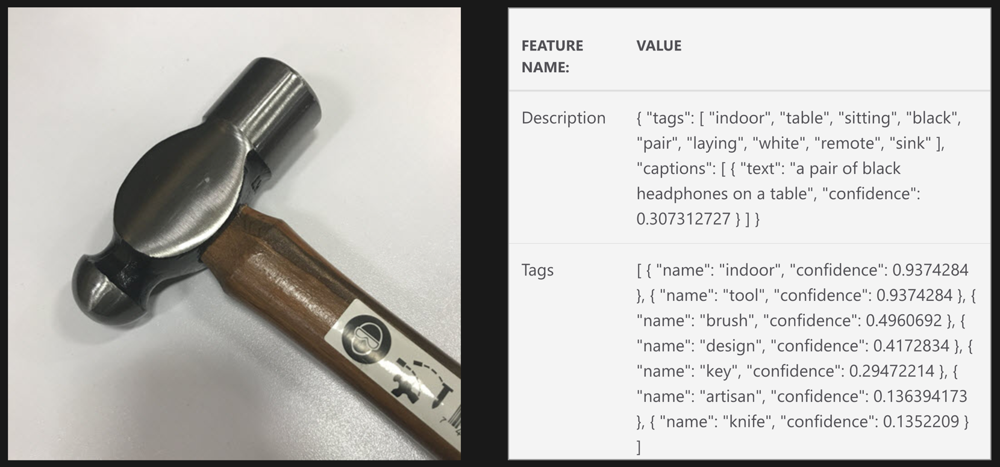 FEATURE
NAME:
VALUE
Description
{ "tags": [ "indoor", "table", "sitting", "black",
"pair", "laying", "white", "remote", "sink" ],
"captions": [ { "text": "a pair of black
headphones on a table", "confidence":
0.307312727 } ] }
Tags
[ { "name": "indoor", "confidence": 0.9374284
}, { "name": "tool", "confidence": 0.9374284 }, {
"name": "brush", "confidence": 0.4960692 }, {
"name": "design", "confidence": 0.4172834 }, {
"name": "key", "confidence": 0.29472214 }, {
"name": "artisan", "confidence": 0.136394173
}, { "name": "knife", "confidence": 0.1352209 }
]
7